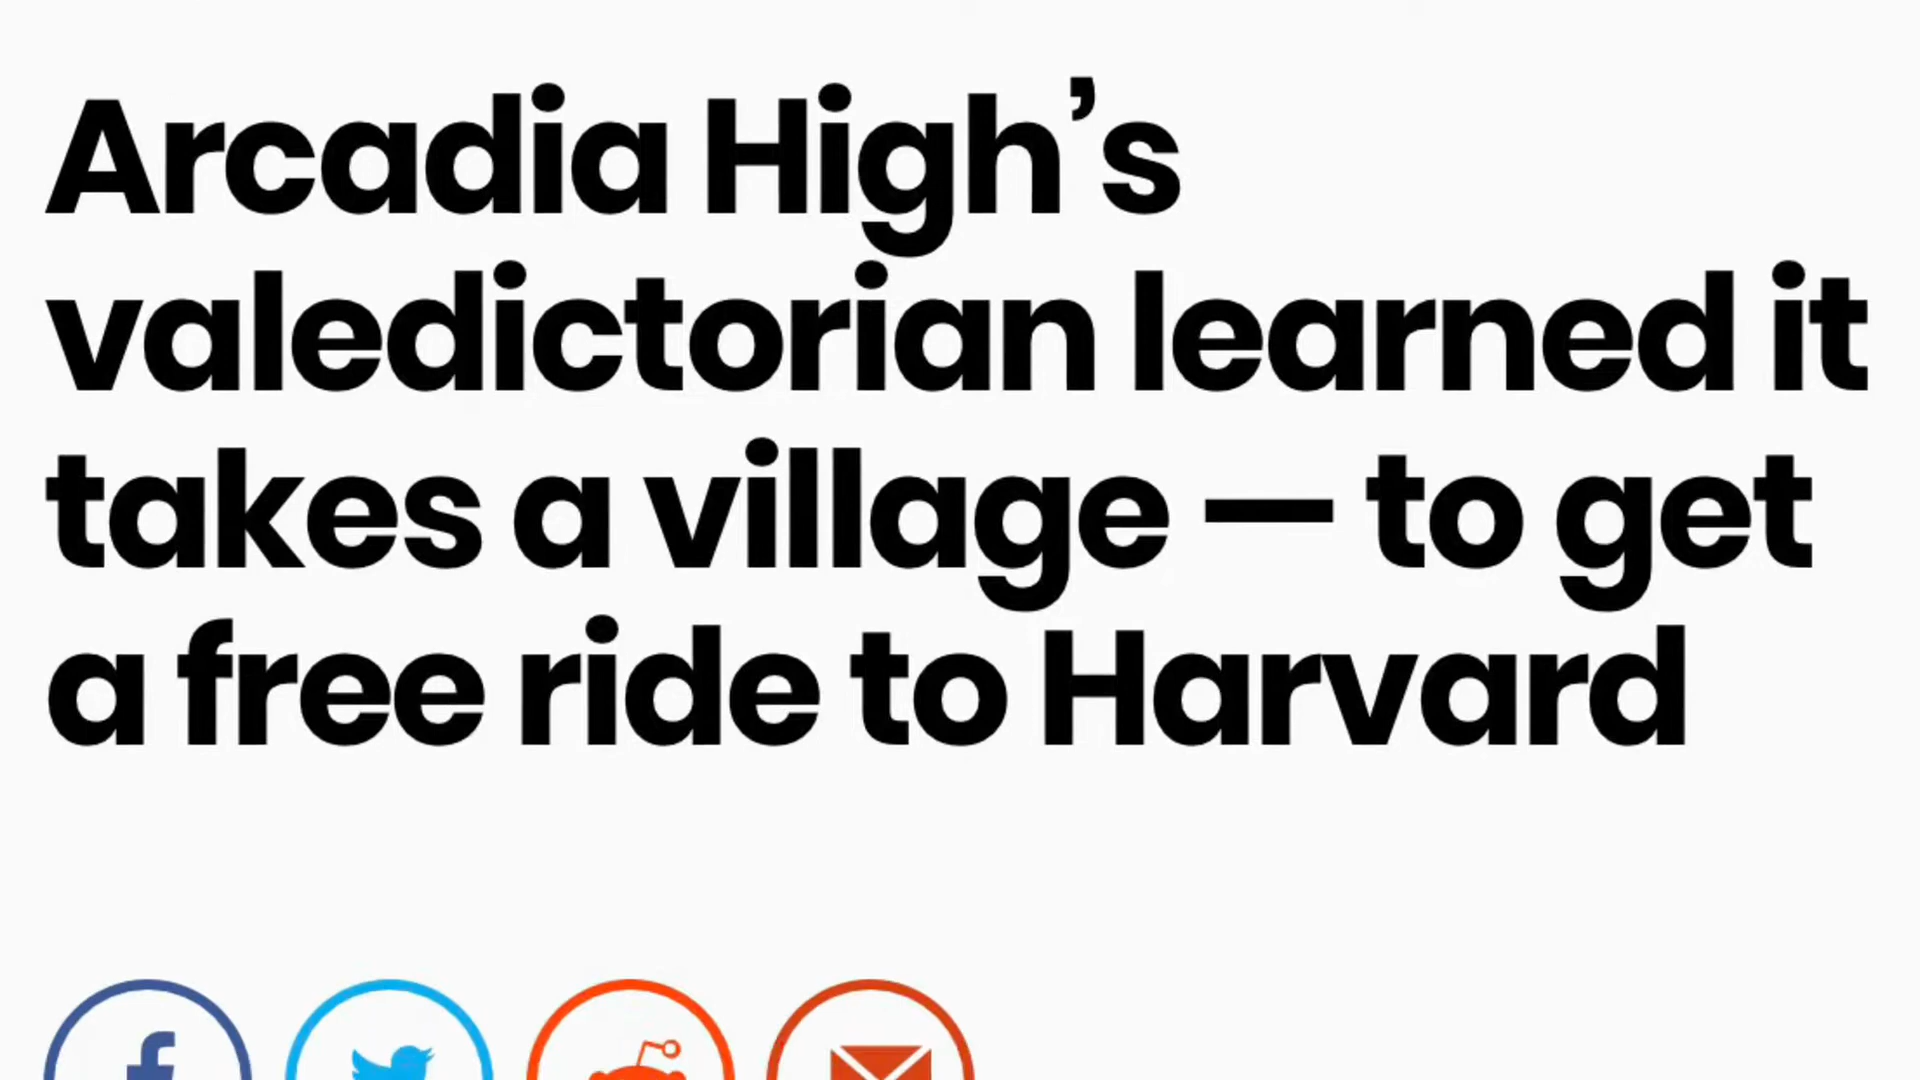 Arcadia High’s
valedictorian learned it
takes a village — to get
a free ride to Harvard